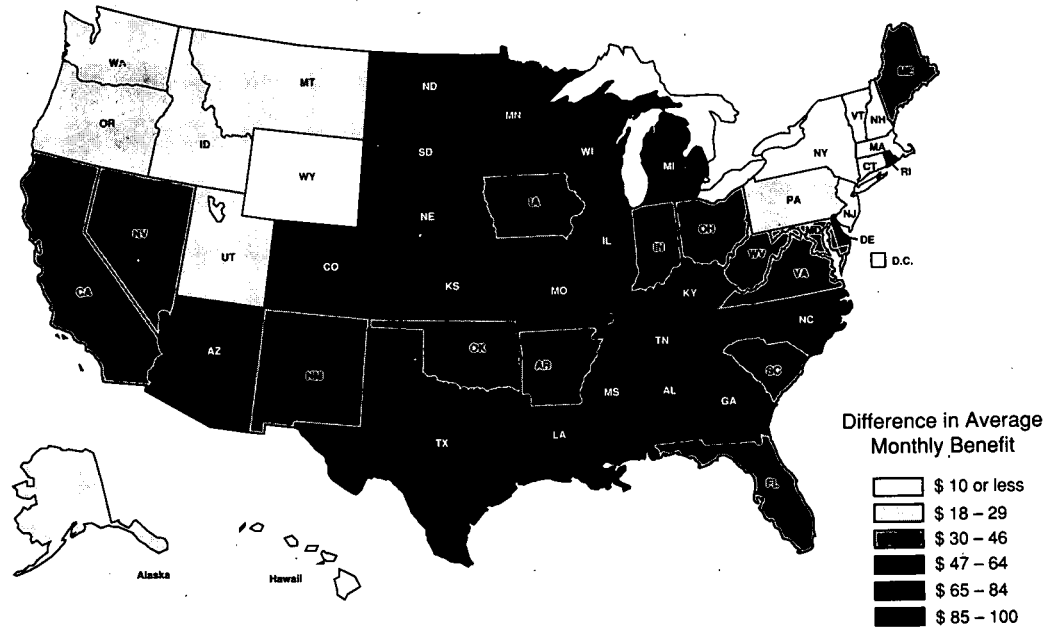 WA
MT
ND
ME
OR
MN
VT
NH
ID
SD
WI
MA
NY
MI
CT
RI
WY
PA
NE
IA
NJ
NV
OH
MD
IN
DE
UT
IL
WV
D.C.
CO
VA
CA
KS
MO
KY
NC
TN
AZ
OK
NM
AR
SC
MS
AL
GA
TX
LA
FL
Difference in Average
Monthly Benefit
$ 10 or less
$ 18 – 29
$ 30 – 46
$ 47 – 64
$ 65 – 84
$ 85 – 100
Alaska
Hawaii